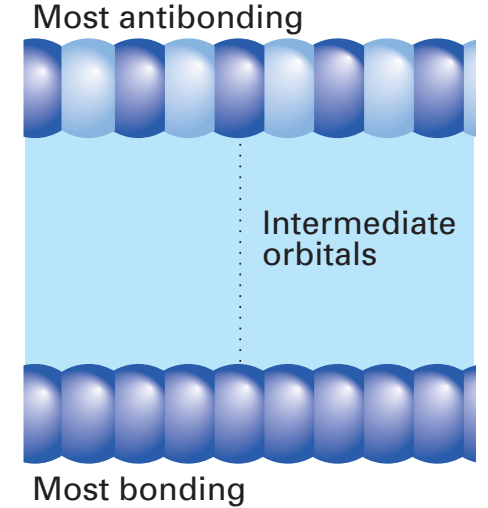 Most antibonding
Intermediate
orbitals
Most bonding